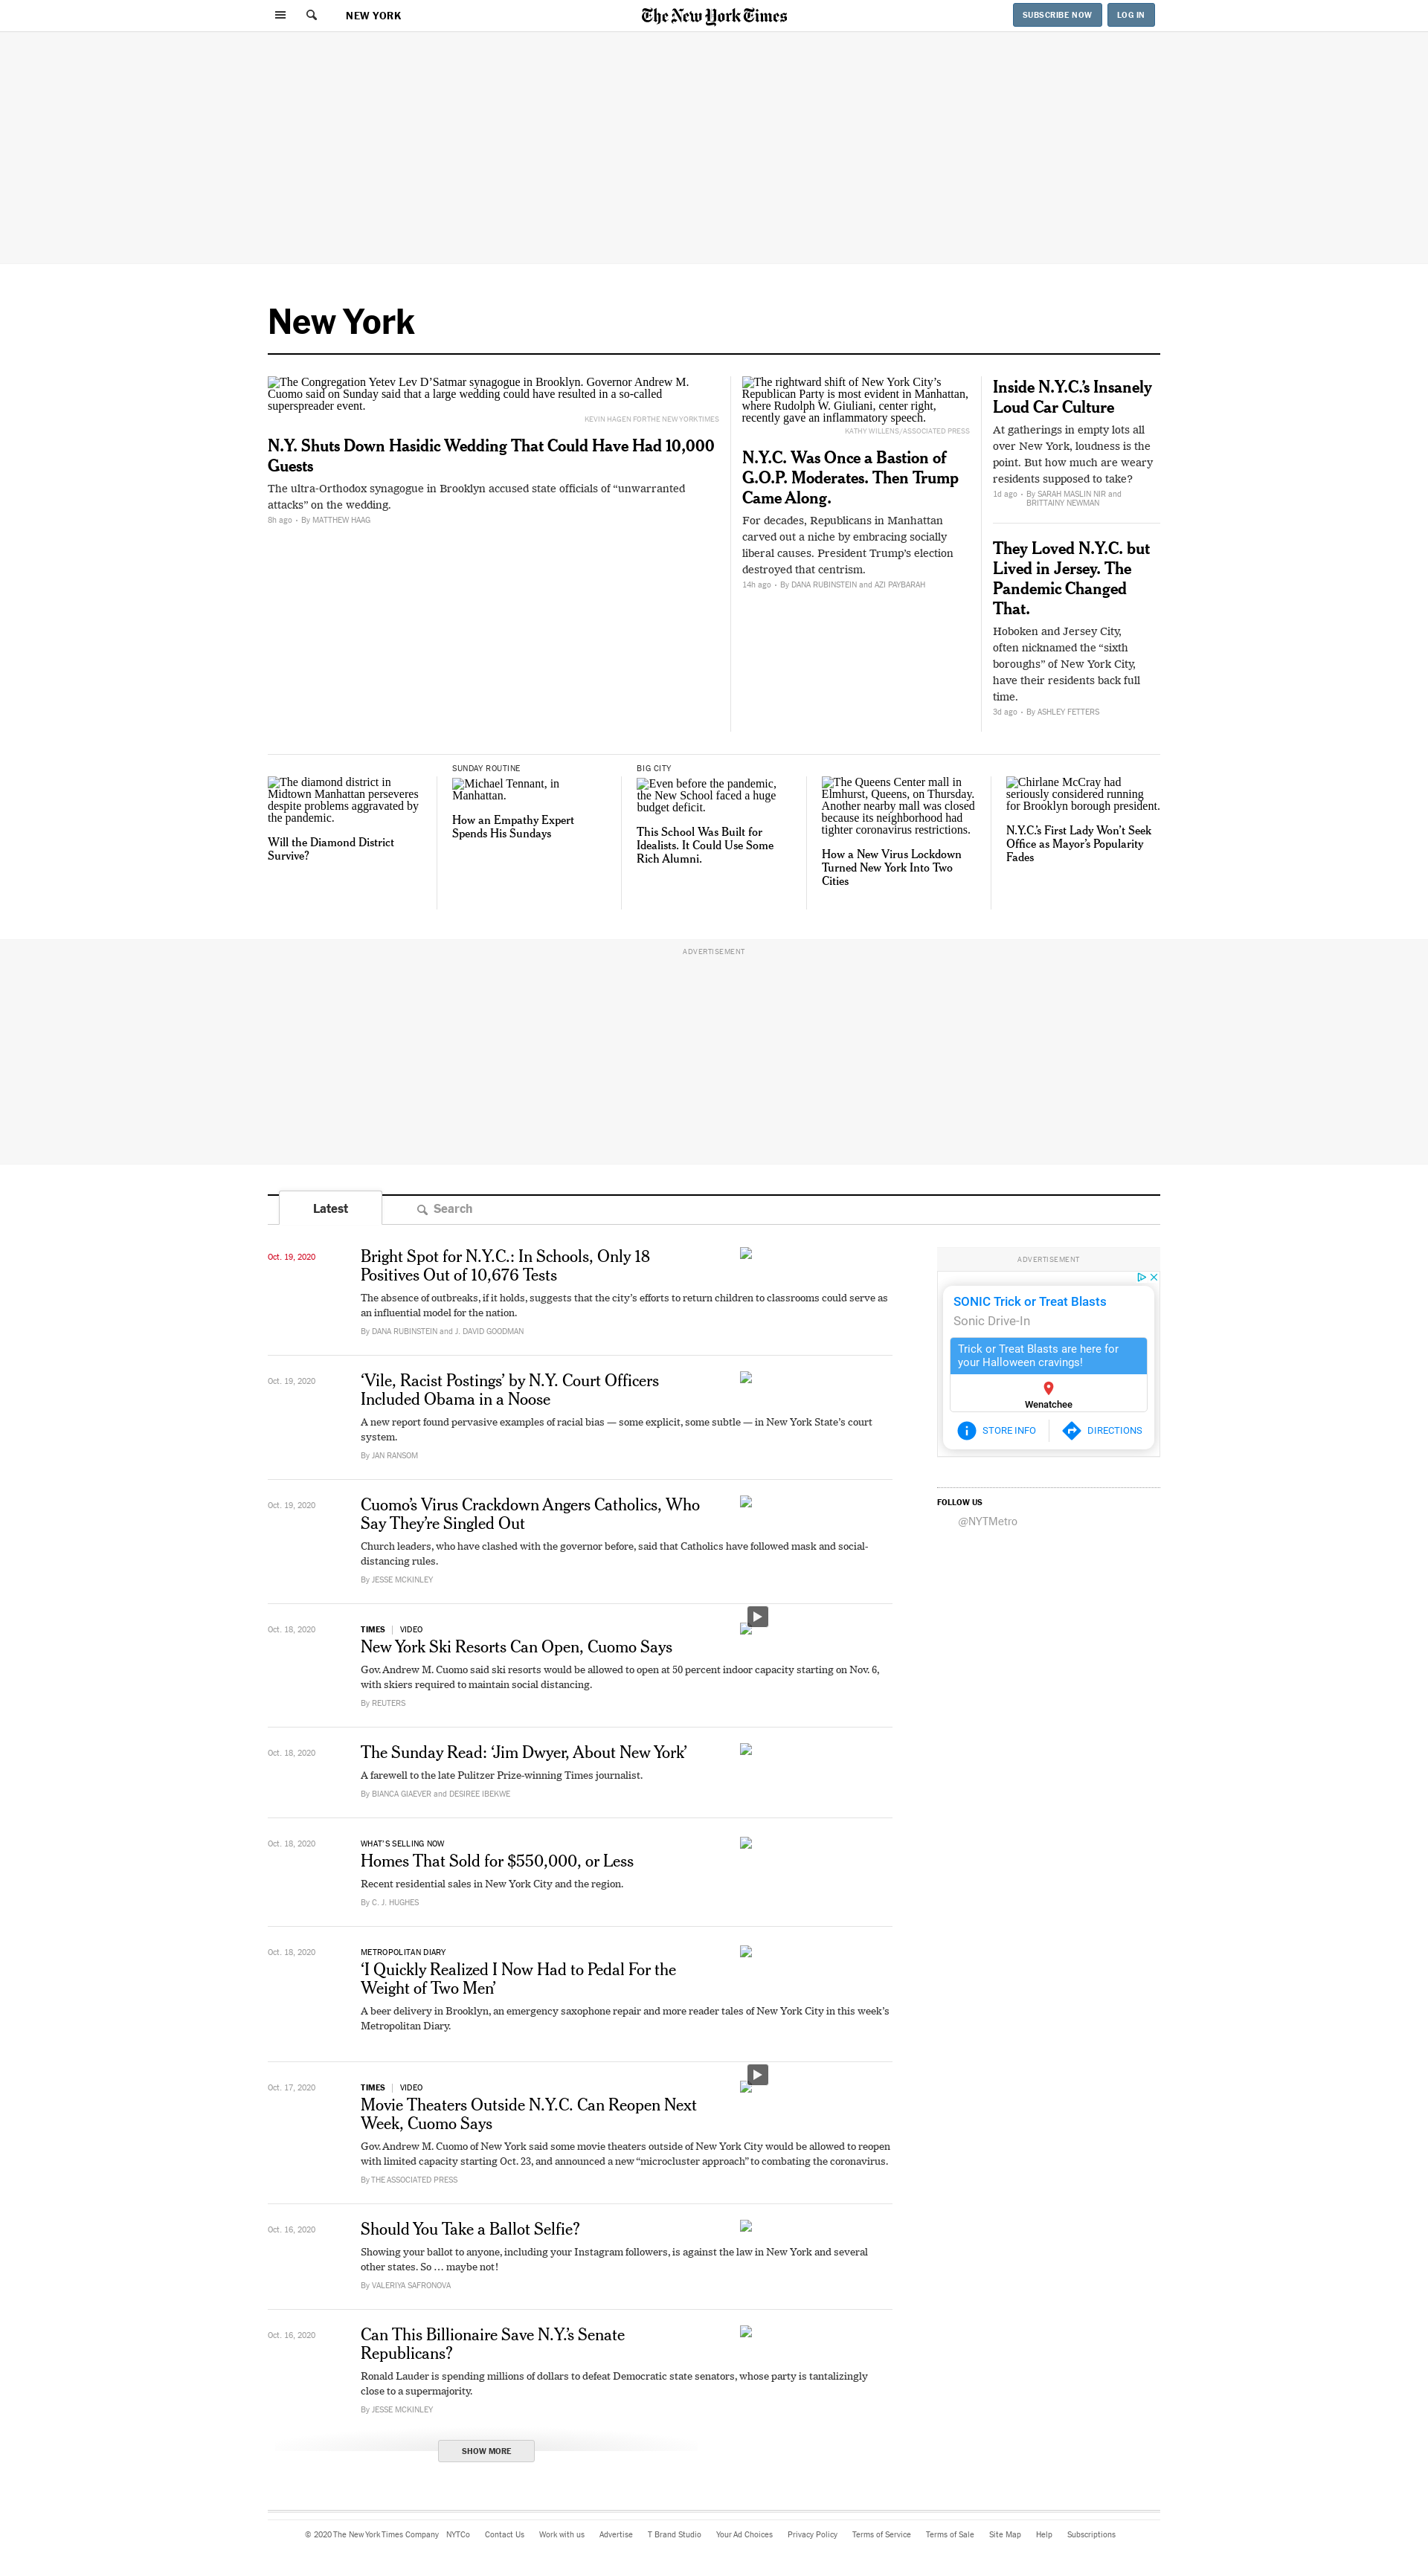 NEW YORK
The New York Times
SUBSCRIBE NOW
LOG IN
New York
The Congregation Yetev Lev D’Satmar synagogue in Brooklyn. Governor Andrew M.
Cuomo said on Sunday said that a large wedding could have resulted in a so-called
superspreader event.
KEVIN HAGEN FOR THE NEW YORK TIMES
N.Y. Shuts Down Hasidic Wedding That Could Have Had 10,000
Guests
The ultra-Orthodox synagogue in Brooklyn accused state officials of “unwarranted
attacks” on the wedding.
8h ago • By MATTHEW HAAG
The rightward shift of New York City’s
Republican Party is most evident in Manhattan,
where Rudolph W. Giuliani, center right,
recently gave an inflammatory speech.
KATHY WILLENS/ASSOCIATED PRESS
N.Y.C. Was Once a Bastion of
G.O.P. Moderates. Then Trump
Came Along.
For decades, Republicans in Manhattan
carved out a niche by embracing socially
liberal causes. President Trump’s election
destroyed that centrism.
14h ago • By DANA RUBINSTEIN and AZI PAYBARAH
Inside N.Y.C.’s Insanely
Loud Car Culture
At gatherings in empty lots all
over New York, loudness is the
point. But how much are weary
residents supposed to take?
1d ago • By SARAH MASLIN NIR and
BRITTAINY NEWMAN
They Loved N.Y.C. but
Lived in Jersey. The
Pandemic Changed
That.
Hoboken and Jersey City,
often nicknamed the “sixth
boroughs” of New York City,
have their residents back full
time.
3d ago • By ASHLEY FETTERS
The diamond district in
Midtown Manhattan perseveres
despite problems aggravated by
the pandemic.
Will the Diamond District
Survive?
SUNDAY ROUTINE
Michael Tennant, in
Manhattan.
How an Empathy Expert
Spends His Sundays
BIG CITY
Even before the pandemic,
the New School faced a huge
budget deficit.
This School Was Built for
Idealists. It Could Use Some
Rich Alumni.
The Queens Center mall in
Elmhurst, Queens, on Thursday.
Another nearby mall was closed
because its neighborhood had
tighter coronavirus restrictions.
How a New Virus Lockdown
Turned New York Into Two
Cities
Chirlane McCray had
seriously considered running
for Brooklyn borough president.
N.Y.C.’s First Lady Won’t Seek
Office as Mayor’s Popularity
Fades
ADVERTISEMENT
Latest
Search
Oct. 19, 2020
Bright Spot for N.Y.C.: In Schools, Only 18
Positives Out of 10,676 Tests
The absence of outbreaks, if it holds, suggests that the city’s efforts to return children to classrooms could serve as
an influential model for the nation.
By DANA RUBINSTEIN and J. DAVID GOODMAN
Oct. 19, 2020
‘Vile, Racist Postings’ by N.Y. Court Officers
Included Obama in a Noose
A new report found pervasive examples of racial bias — some explicit, some subtle — in New York State’s court
system.
By JAN RANSOM
Oct. 19, 2020
Cuomo’s Virus Crackdown Angers Catholics, Who
Say They’re Singled Out
Church leaders, who have clashed with the governor before, said that Catholics have followed mask and social-
distancing rules.
By JESSE MCKINLEY
Oct. 18, 2020
TIMES | VIDEO
New York Ski Resorts Can Open, Cuomo Says
Gov. Andrew M. Cuomo said ski resorts would be allowed to open at 50 percent indoor capacity starting on Nov. 6,
with skiers required to maintain social distancing.
By REUTERS
Oct. 18, 2020
The Sunday Read: ‘Jim Dwyer, About New York’
A farewell to the late Pulitzer Prize-winning Times journalist.
By BIANCA GIAEVER and DESIREE IBEKWE
Oct. 18, 2020
WHAT’S SELLING NOW
Homes That Sold for $550,000, or Less
Recent residential sales in New York City and the region.
By C. J. HUGHES
Oct. 18, 2020
METROPOLITAN DIARY
‘I Quickly Realized I Now Had to Pedal For the
Weight of Two Men’
A beer delivery in Brooklyn, an emergency saxophone repair and more reader tales of New York City in this week’s
Metropolitan Diary.
Oct. 17, 2020
TIMES | VIDEO
Movie Theaters Outside N.Y.C. Can Reopen Next
Week, Cuomo Says
Gov. Andrew M. Cuomo of New York said some movie theaters outside of New York City would be allowed to reopen
with limited capacity starting Oct. 23, and announced a new “microcluster approach” to combating the coronavirus.
By THE ASSOCIATED PRESS
Oct. 16, 2020
Should You Take a Ballot Selfie?
Showing your ballot to anyone, including your Instagram followers, is against the law in New York and several
other states. So … maybe not!
By VALERIYA SAFRONOVA
Oct. 16, 2020
Can This Billionaire Save N.Y.’s Senate
Republicans?
Ronald Lauder is spending millions of dollars to defeat Democratic state senators, whose party is tantalizingly
close to a supermajority.
By JESSE MCKINLEY
SHOW MORE
ADVERTISEMENT
SONIC Trick or Treat Blasts
Sonic Drive-In
Trick or Treat Blasts are here for
your Halloween cravings!
Wenatchee
STORE INFO
DIRECTIONS
FOLLOW US
@NYTMetro
© 2020 The New York Times Company NYTCo Contact Us Work with us Advertise T Brand Studio Your Ad Choices Privacy Policy Terms of Service Terms of Sale Site Map Help Subscriptions